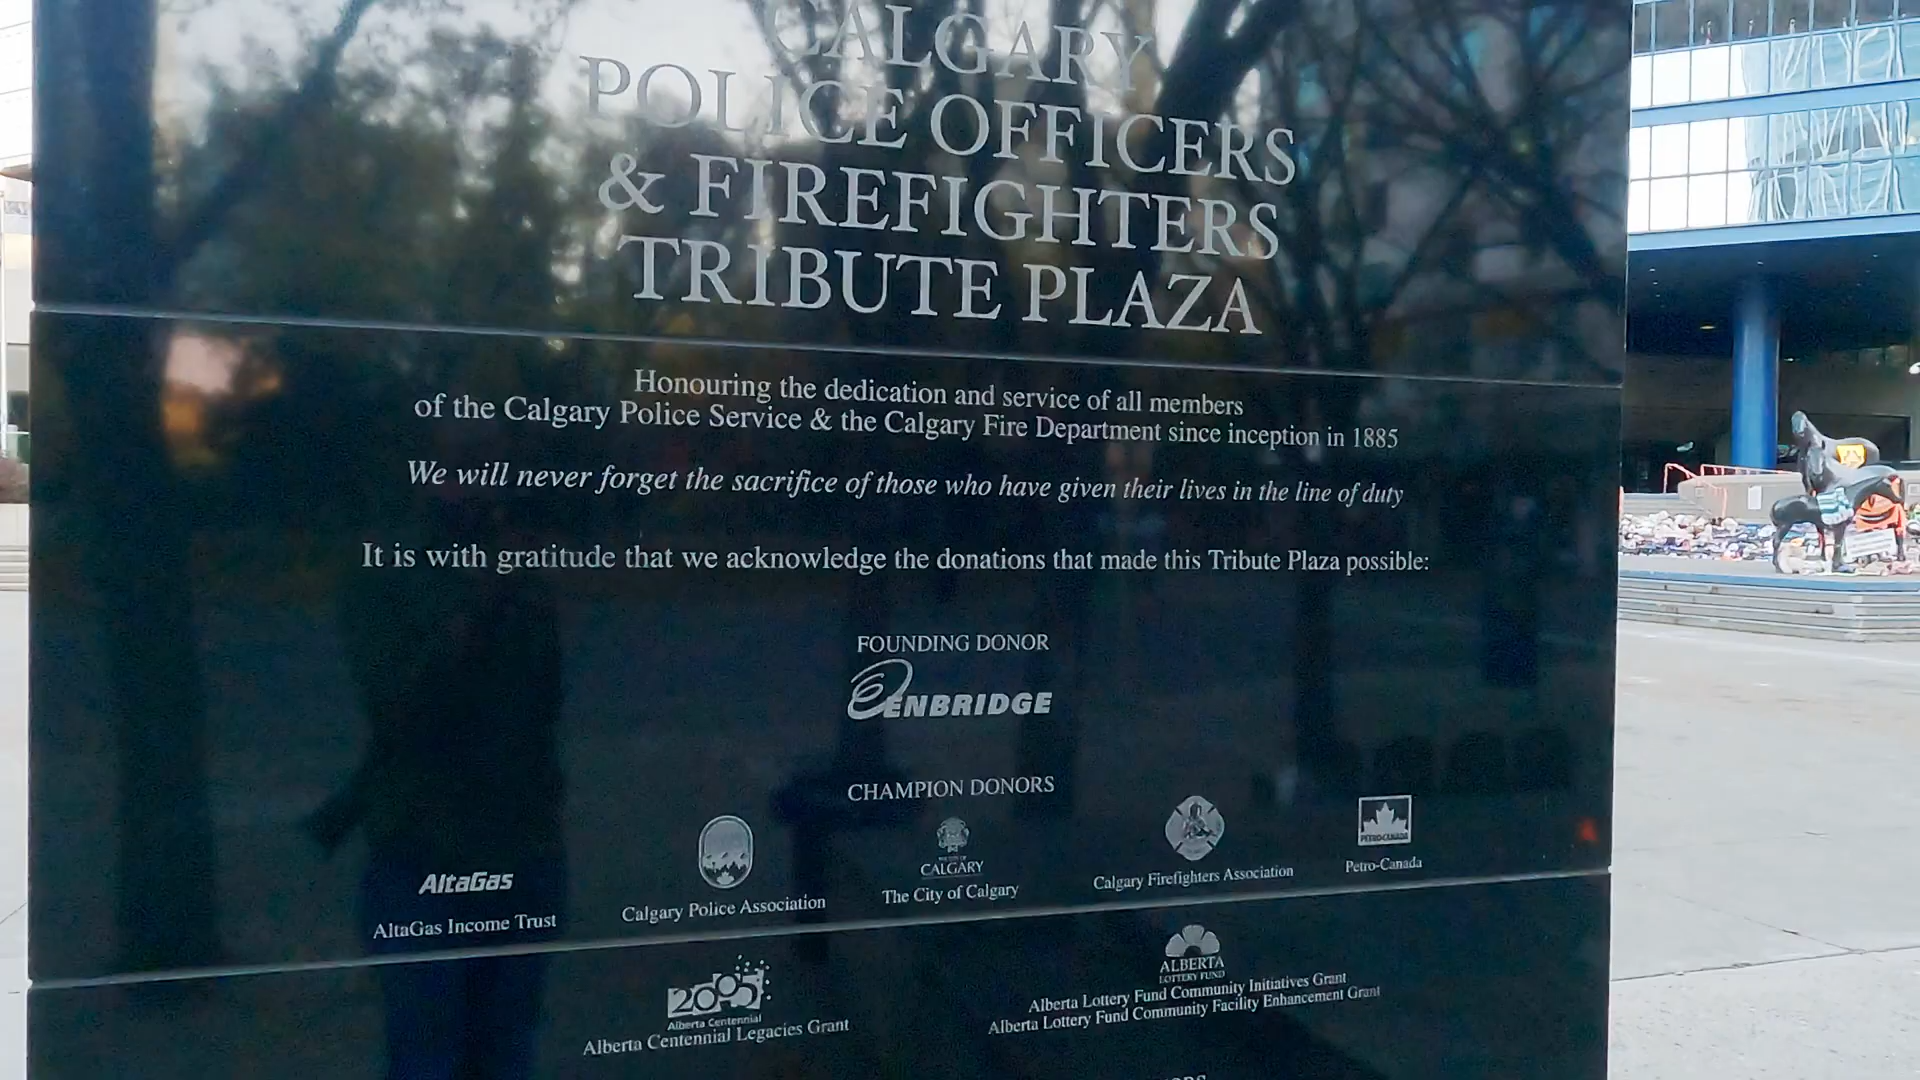 CALGARY
POLICE OFFICERS
& FIREFIGHTERS
TRIBUTE PLAZA
Honouring the dedication and service of all members
of the Calgary Police Service & the Calgary Fire Department since inception in 1885
We will never forget the sacrifice of those who have given their lives in the line of duty
It is with gratitude that we acknowledge the donations that made this Tribute Plaza possible:
FOUNDING DONOR
ENBRIDGE
CHAMPION DONORS
AltaGas
AltaGas Income Trust
Calgary Police Association
THE CITY OF
CALGARY
The City of Calgary
Calgary Firefighters Association
PETRO-CANADA
Petro-Canada
2005
Alberta Centennial
Alberta Centennial Legacies Grant
ALBERTA
LOTTERY FUND
Alberta Lottery Fund Community Initiatives Grant
Alberta Lottery Fund Community Facility Enhancement Grant